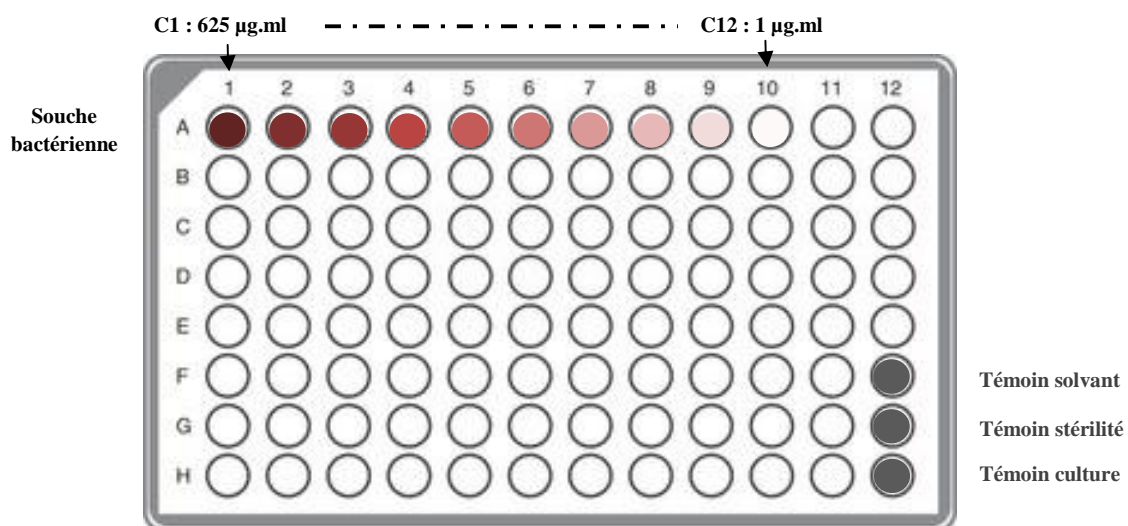 C1 : 625 µg.ml C12 : 1 µg.ml
1 2 3 4 5 6 7 8 9 10 11 12
Souche
bactérienne
A
B
C
D
E
F Témoin solvant
G Témoin stérilité
H Témoin culture